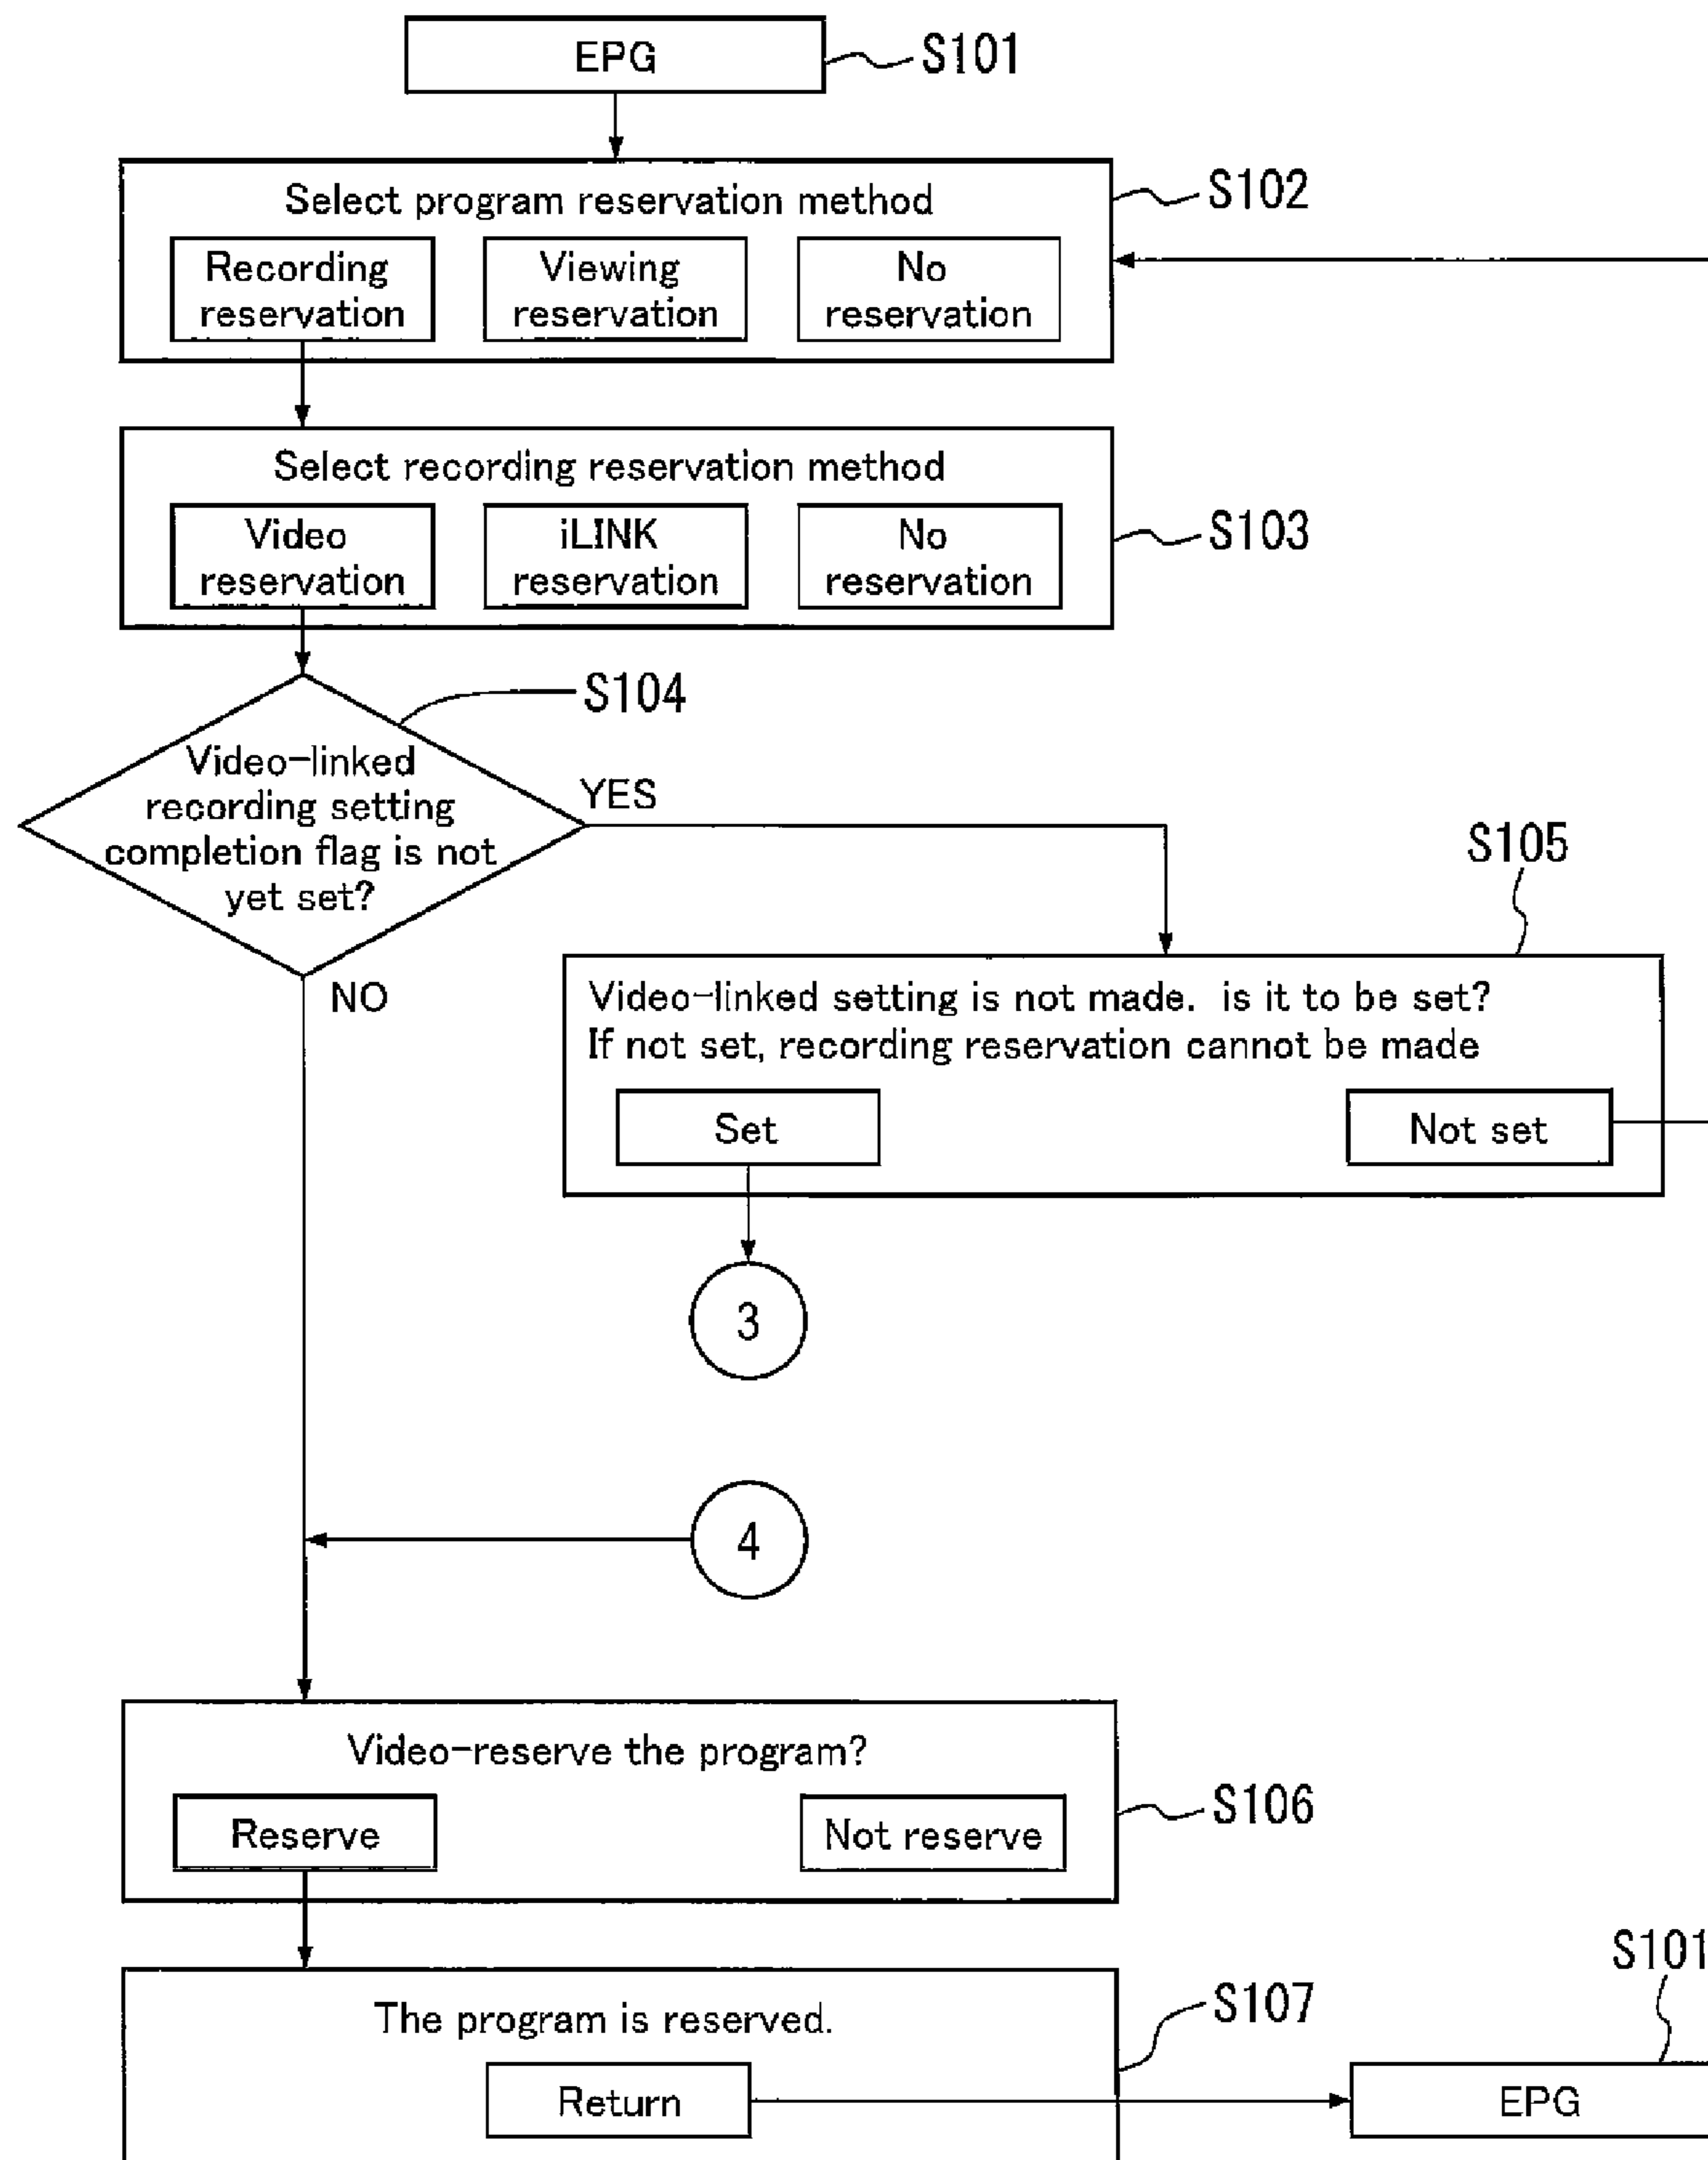 EPG
S101
Select program reservation method
S102
Recording
reservation
Viewing
reservation
No
reservation
Select recording reservation method
Video
reservation
iLINK
reservation
No
reservation
S103
S104
Video-linked
recording setting
completion flag is not
yet set?
YES
NO
S105
Video-linked setting is not made. is it to be set?
If not set, recording reservation cannot be made
Set
Not set
3
4
Video-reserve the program?
Reserve
Not reserve
S106
The program is reserved.
S107
Return
S101
EPG